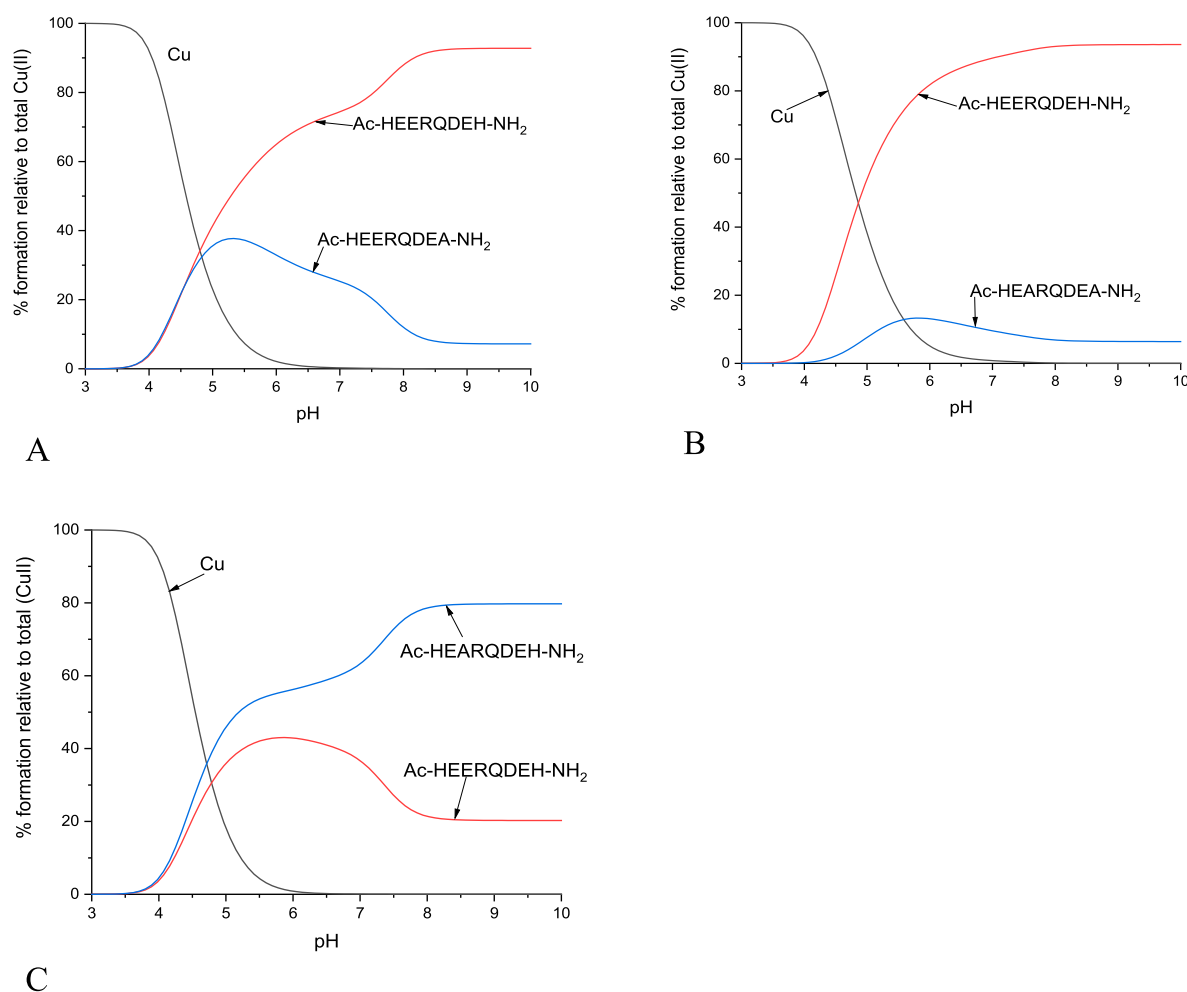 % formation relative to total Cu(II)
100
80
60
40
20
0
3 4 5 6 7 8 9 10
pH
Cu
Ac-HEERQDEH-NH2
Ac-HEERQDEA-NH2
A
% formation relative to total Cu(II)
100
80
60
40
20
0
3 4 5 6 7 8 9 10
pH
Cu
Ac-HEERQDEH-NH2
Ac-HEARQDEA-NH2
B
% formation relative to total (CuII)
100
80
60
40
20
0
3 4 5 6 7 8 9 10
pH
Cu
Ac-HEARQDEH-NH2
Ac-HEERQDEH-NH2
C